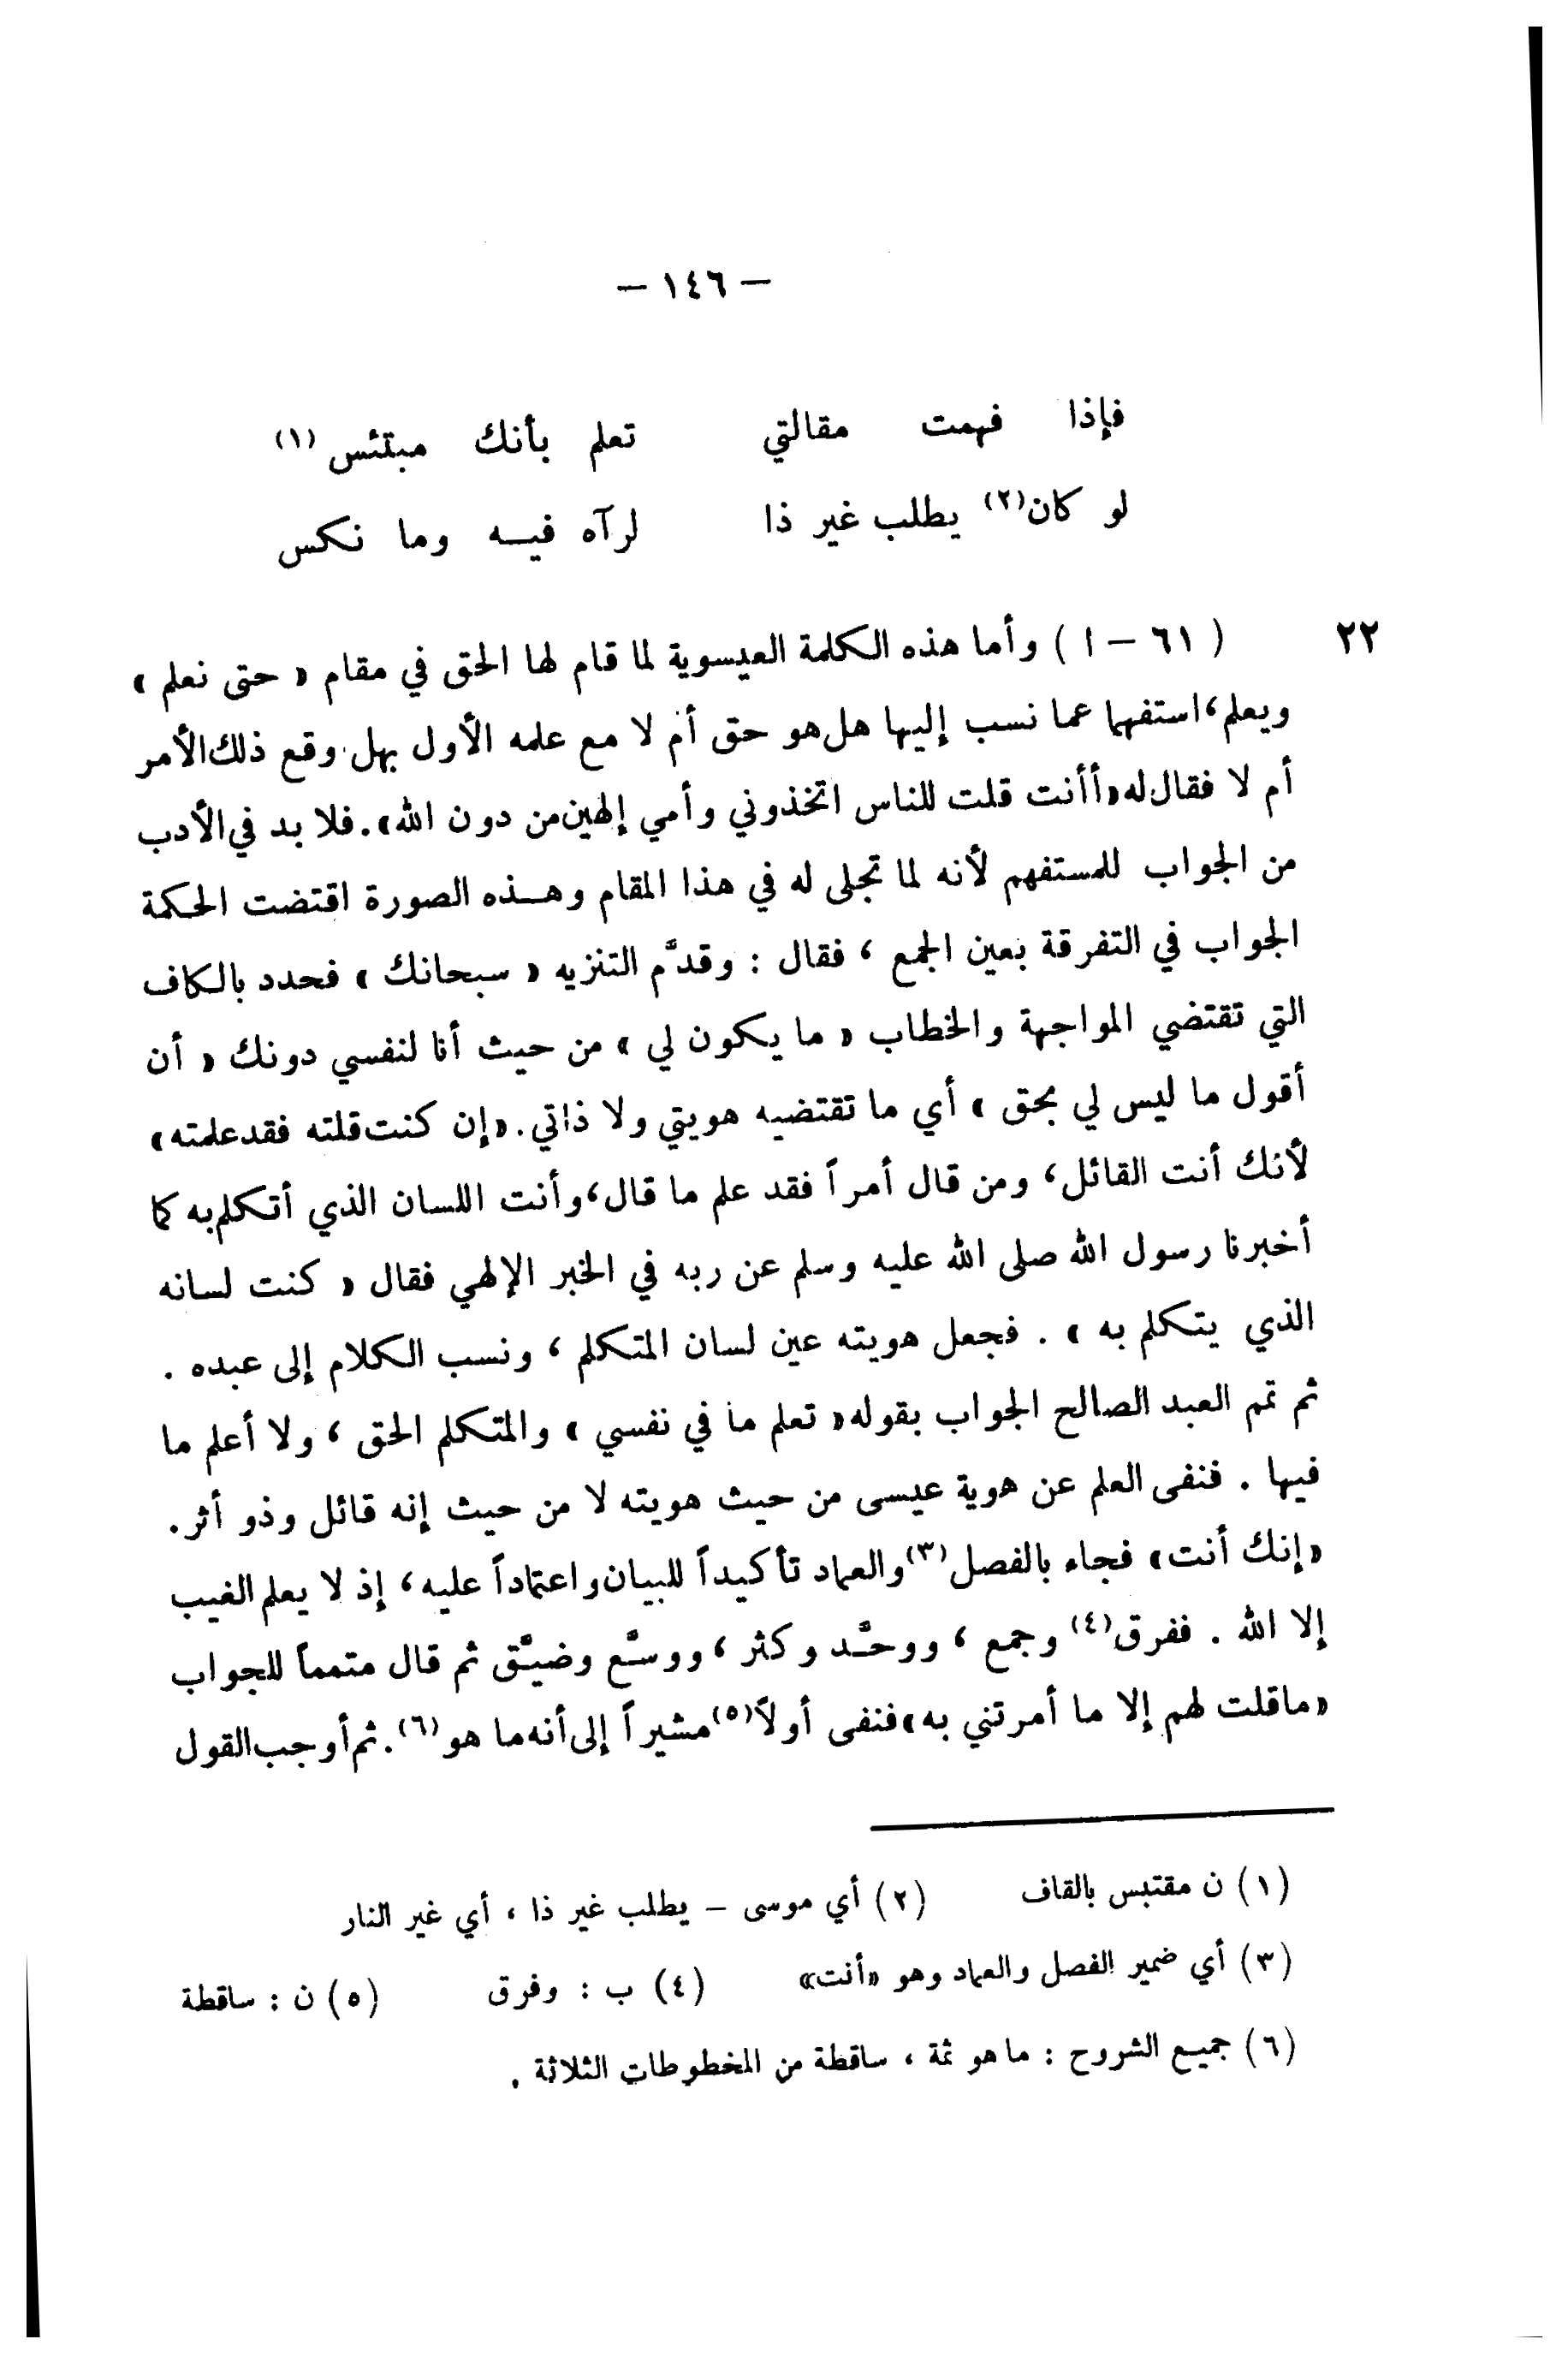 — ١٤٦ —
فإذا فهمت مقالتي تعلم بأنك مبتئس (١)
لو كان(٢) يطلب غير ذا لرآه فيــه وما نكس
٢٢ ( ٦١ – ا ) وأما هذه الكلمة العيسوية لما قام لها الحق في مقام « حتى نعلم »
ويعلم، استفهما عما نسب إليها هل هو حق أم لا مع علمه الأول بهل وقع ذلك الأمر
أم لا فقال له «أأنت قلت للناس اتخذوني وأمي إلهين من دون الله». فلا بد في الأدب
من الجواب للمستفهم لأنه لما تجلى له في هذا المقام وهــذه الصورة اقتضت الحكمة
الجواب في التفرقة بعين الجمع ، فقال : وقدَّم التنزيه « سبحانك » فحدد بالكاف
التي تقتضي المواجهة والخطاب « ما يكون لي » من حيث أنا لنفسي دونك « أن
أقول ما ليس لي بحق » أي ما تقتضيه هويتي ولا ذاتي. «إن كنت قلته فقد علمته»
لأنك أنت القائل، ومن قال أمراً فقد علم ما قال، وأنت اللسان الذي أتكلم به كما
أخبرنا رسول الله صلى الله عليه وسلم عن ربه في الخبر الإلهي فقال « كنت لسانه
الذي يتكلم به » . فجعل هويته عين لسان المتكلم ، ونسب الكلام إلى عبده .
ثم تمم العبد الصالح الجواب بقوله « تعلم ما في نفسي » والمتكلم الحق ، ولا أعلم ما
فيها . فنفى العلم عن هوية عيسى من حيث هويته لا من حيث إنه قائل وذو أثر.
«إنك أنت» فجاء بالفصل(٣) والعماد تأكيداً للبيان واعتماداً عليه، إذ لا يعلم الغيب
إلا الله . ففرق(٤) وجمع ، ووحَّــد وكثر ، ووسَّع وضيَّق ثم قال متمماً للجواب
«ما قلت لهم إلا ما أمرتني به» فنفى أولاً(٥) مشيراً إلى أنه ما هو(٦). ثم أوجب القول
(١) ن مقتبس بالقاف (٢) أي موسى – يطلب غير ذا ، أي غير النار
(٣) أي ضمير الفصل والعماد وهو «أنت» (٤) ب : وفرق (٥) ن : ساقطة
(٦) جميع الشروح : ما هو ثمة ، ساقطة من المخطوطات الثلاثة .